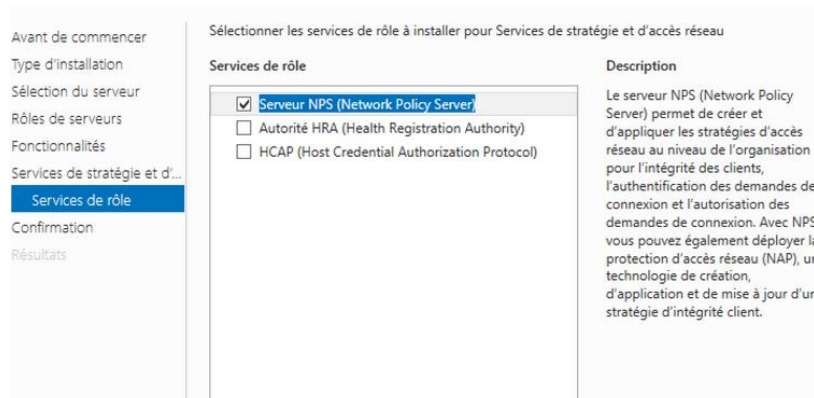 Avant de commencer
Type d'installation
Sélection du serveur
Rôles de serveurs
Fonctionnalités
Services de stratégie et d'...
Services de rôle
Confirmation
Résultats
Sélectionner les services de rôle à installer pour Services de stratégie et d'accès réseau
Services de rôle
Serveur NPS (Network Policy Server)
Autorité HRA (Health Registration Authority)
HCAP (Host Credential Authorization Protocol)
Description
Le serveur NPS (Network Policy
Server) permet de créer et
d'appliquer les stratégies d'accès
réseau au niveau de l'organisation
pour l'intégrité des clients,
l'authentification des demandes de
connexion et l'autorisation des
demandes de connexion. Avec NPS
vous pouvez également déployer la
protection d'accès réseau (NAP), un
technologie de création,
d'application et de mise à jour d'un
stratégie d'intégrité client.